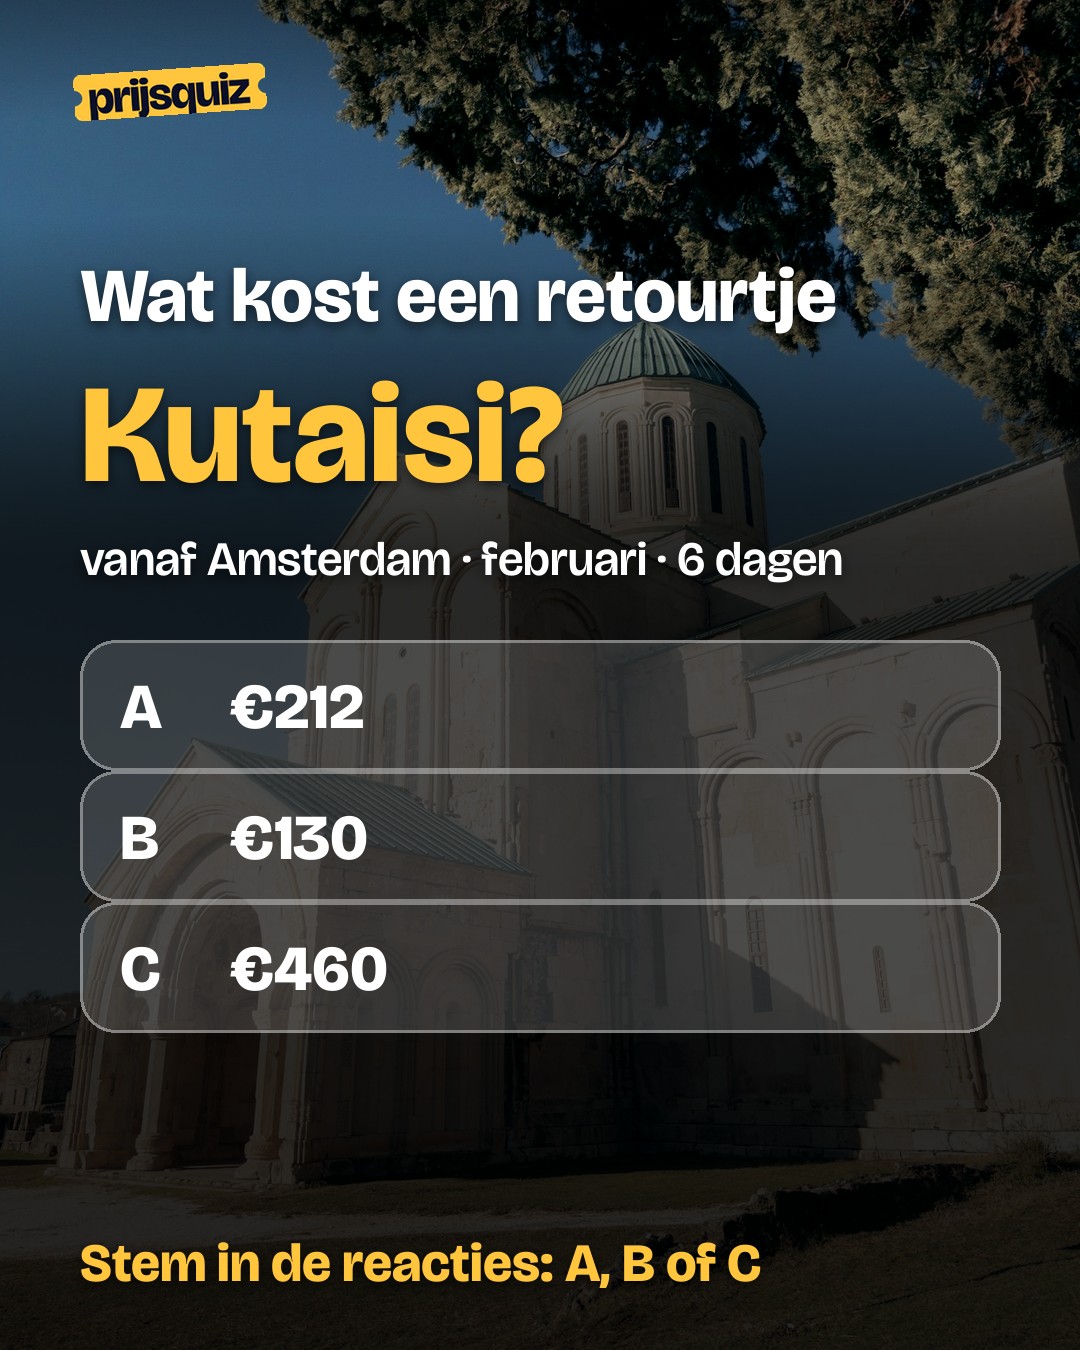 prijsquiz
Wat kost een retourtje
Kutaisi?
vanaf Amsterdam · februari · 6 dagen
A €212
B €130
C €460
Stem in de reacties: A, B of C